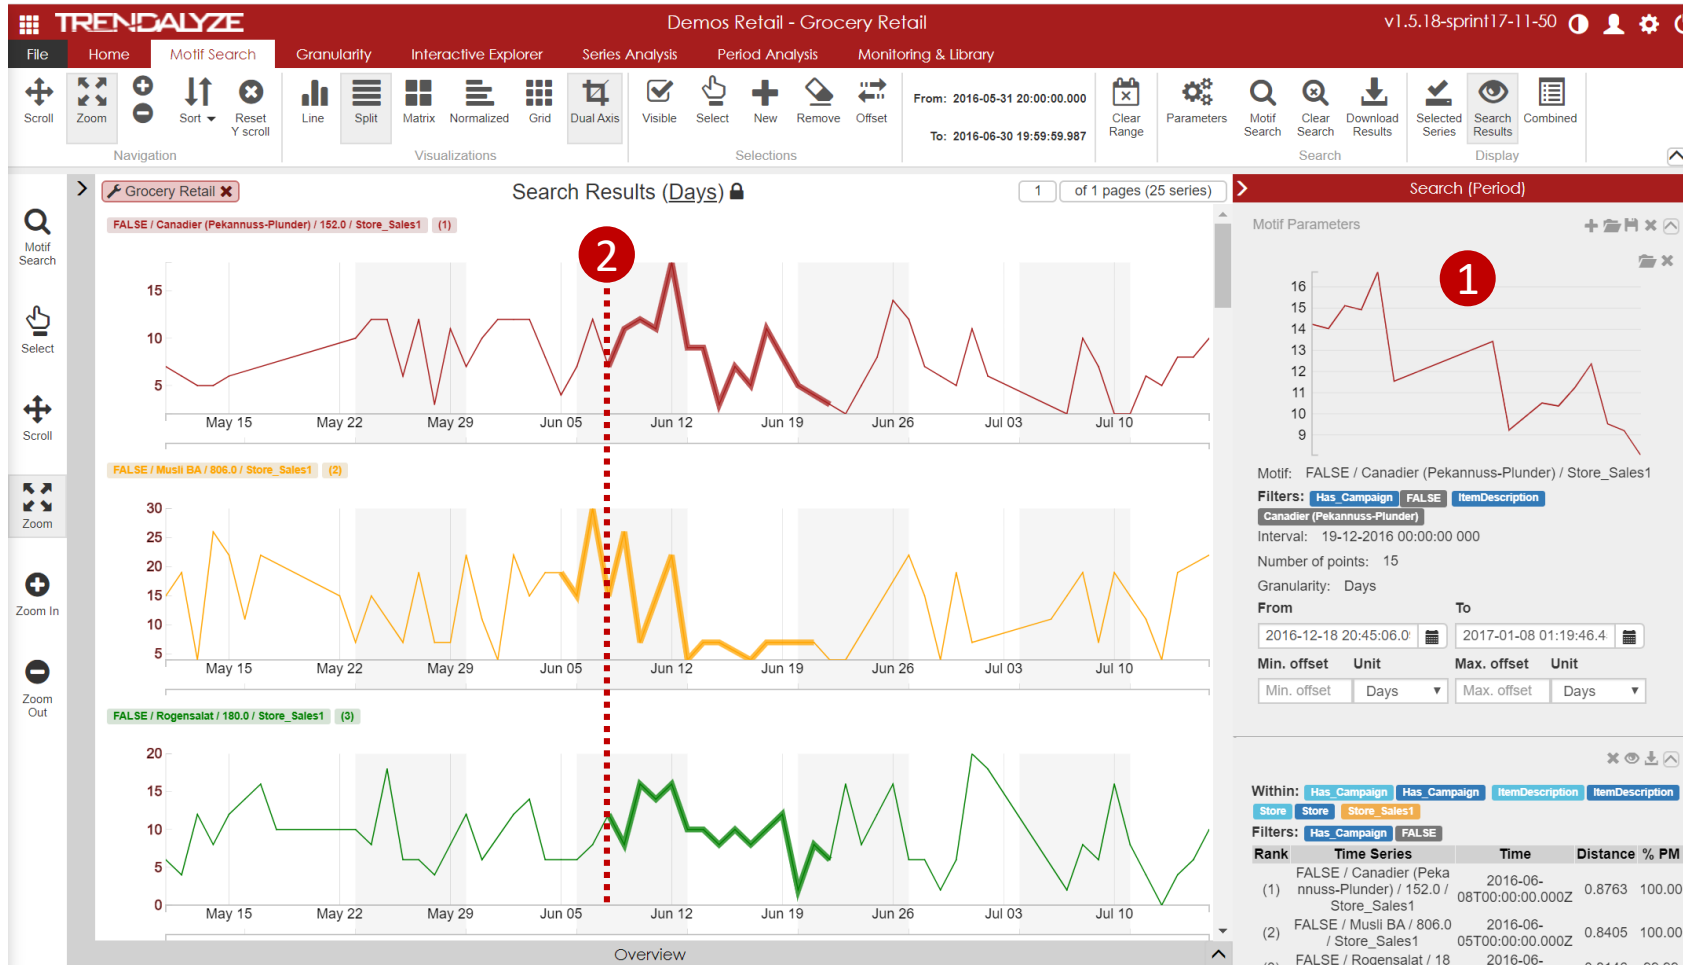 TRENDALYZE
Demos Retail - Grocery Retail
v1.5.18-sprint17-11-50
File Home Motif Search Granularity Interactive Explorer Series Analysis Period Analysis Monitoring & Library
Scroll Zoom Sort Reset Y scroll
Navigation
Line Split Matrix Normalized Grid Dual Axis
Visualizations
Visible Select New Remove Offset
Selections
From: 2016-05-31 20:00:00.000
To: 2016-06-30 19:59:59.987
Clear Range
Parameters
Motif Search Clear Search Download Results
Search
Selected Series Search Results Combined
Display
Motif Search
Select
Scroll
Zoom
Zoom In
Zoom Out
Grocery Retail
Search Results (Days)
1 of 1 pages (25 series)
FALSE / Canadier (Pekannuss-Plunder) / 152.0 / Store_Sales1 (1)
2
15
10
5
May 15 May 22 May 29 Jun 05 Jun 12 Jun 19 Jun 26 Jul 03 Jul 10
FALSE / Musli BA / 806.0 / Store_Sales1 (2)
30
25
20
15
10
5
May 15 May 22 May 29 Jun 05 Jun 12 Jun 19 Jun 26 Jul 03 Jul 10
FALSE / Rogensalat / 180.0 / Store_Sales1 (3)
20
15
10
5
0
May 15 May 22 May 29 Jun 05 Jun 12 Jun 19 Jun 26 Jul 03 Jul 10
Overview
Search (Period)
Motif Parameters
1
16
15
14
13
12
11
10
9
Motif: FALSE / Canadier (Pekannuss-Plunder) / Store_Sales1
Filters: Has_Campaign FALSE ItemDescription
Canadier (Pekannuss-Plunder)
Interval: 19-12-2016 00:00:00 000
Number of points: 15
Granularity: Days
From To
2016-12-18 20:45:06.0 2017-01-08 01:19:46.4
Min. offset Unit Max. offset Unit
Min. offset Days Max. offset Days
Within: Has_Campaign Has_Campaign ItemDescription ItemDescription
Store Store Store_Sales1
Filters: Has_Campaign FALSE
Rank Time Series Time Distance % PM
(1) FALSE / Canadier (Pekannuss-Plunder) / 152.0 / Store_Sales1 2016-06-08T00:00:00.000Z 0.8763 100.00
(2) FALSE / Musli BA / 806.0 / Store_Sales1 2016-06-05T00:00:00.000Z 0.8405 100.00
FALSE / Rogensalat / 18 2016-06-